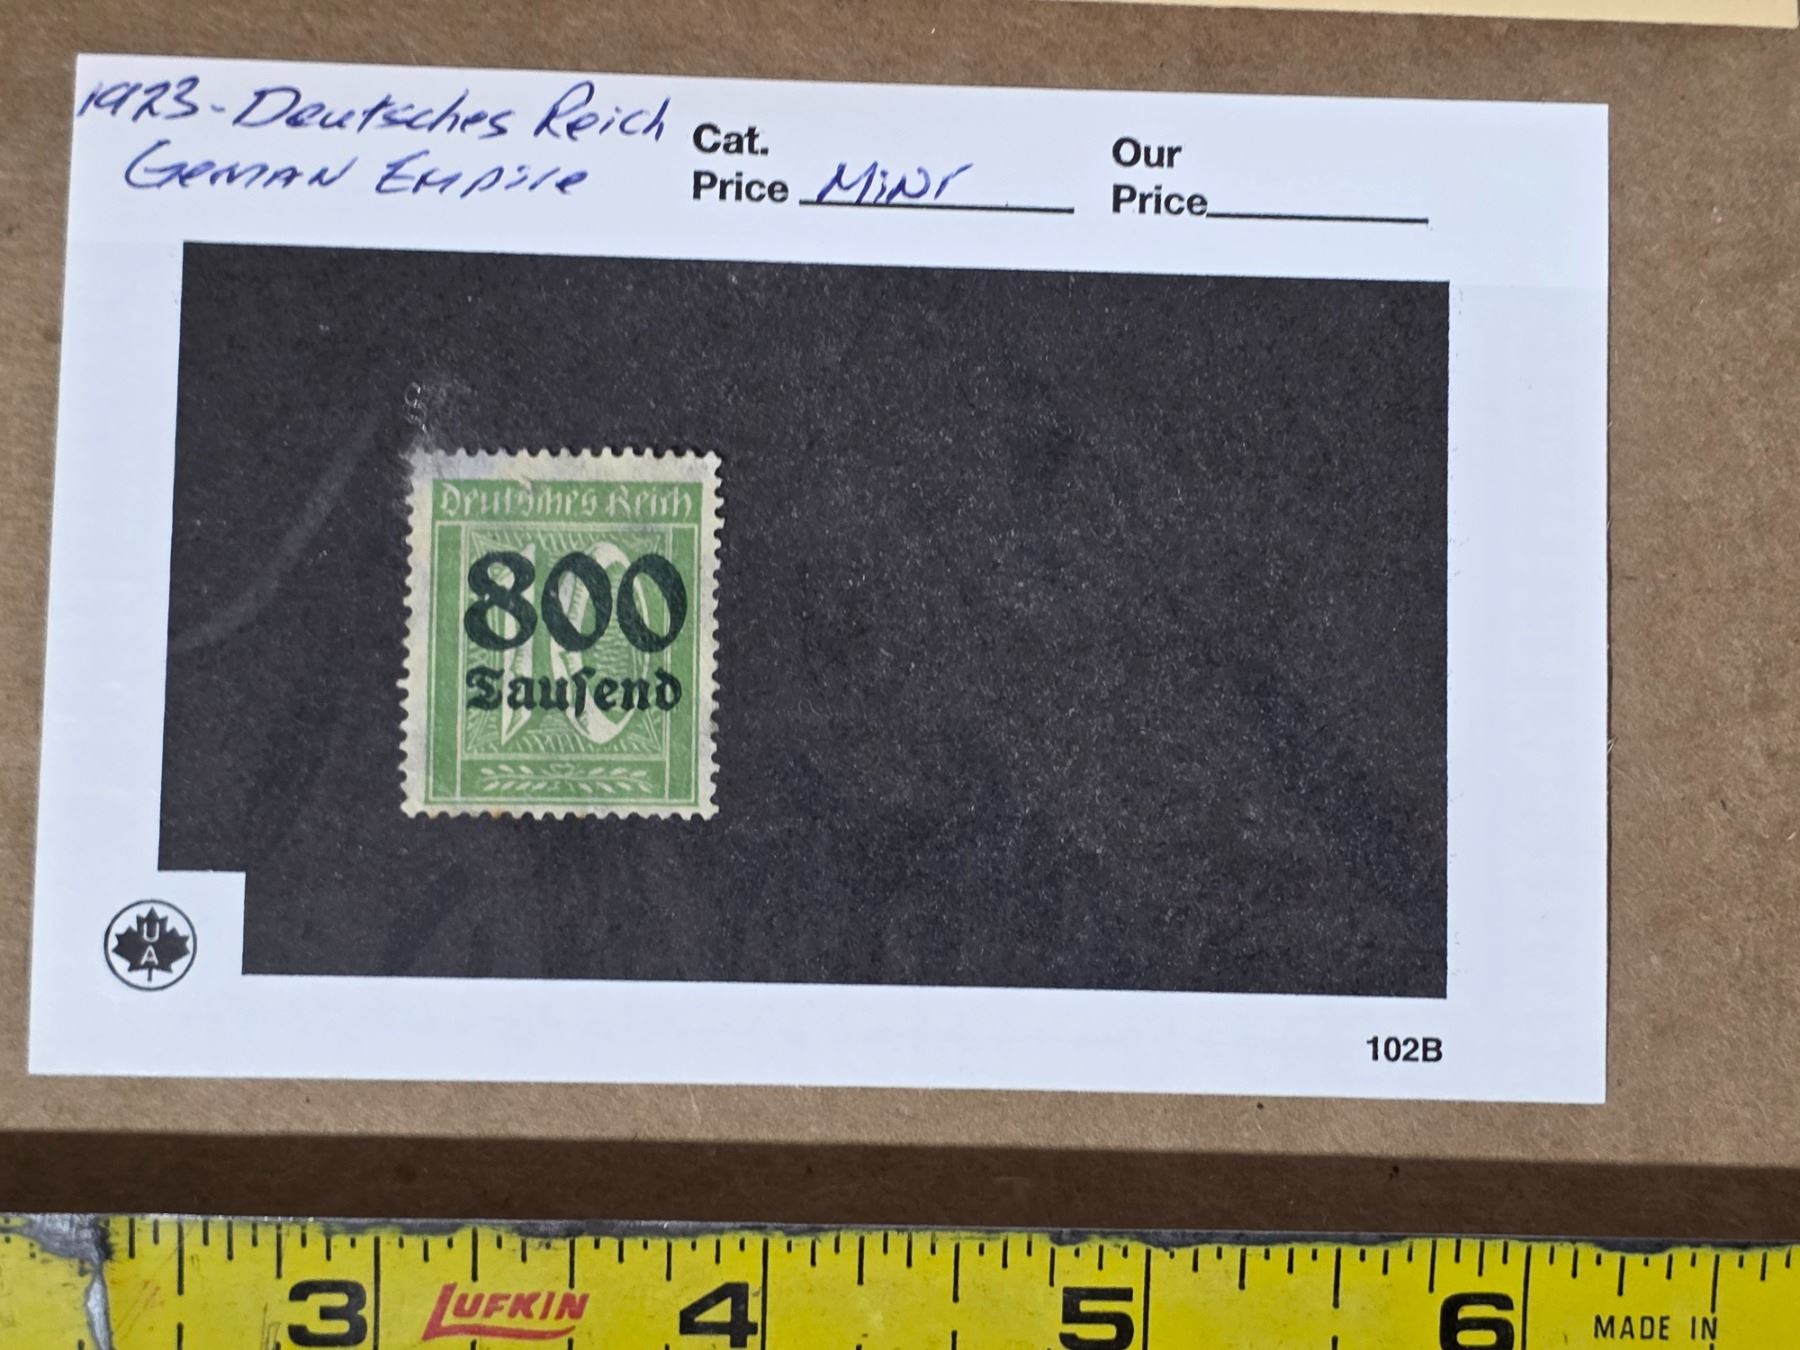 1923-Deutsches Reich
German Empire
Cat.
Price Mint
Our
Price
Deutsches Reich
10
800
Tauſend
U
A
102B
3 LUFKIN 4 5 6 MADE IN